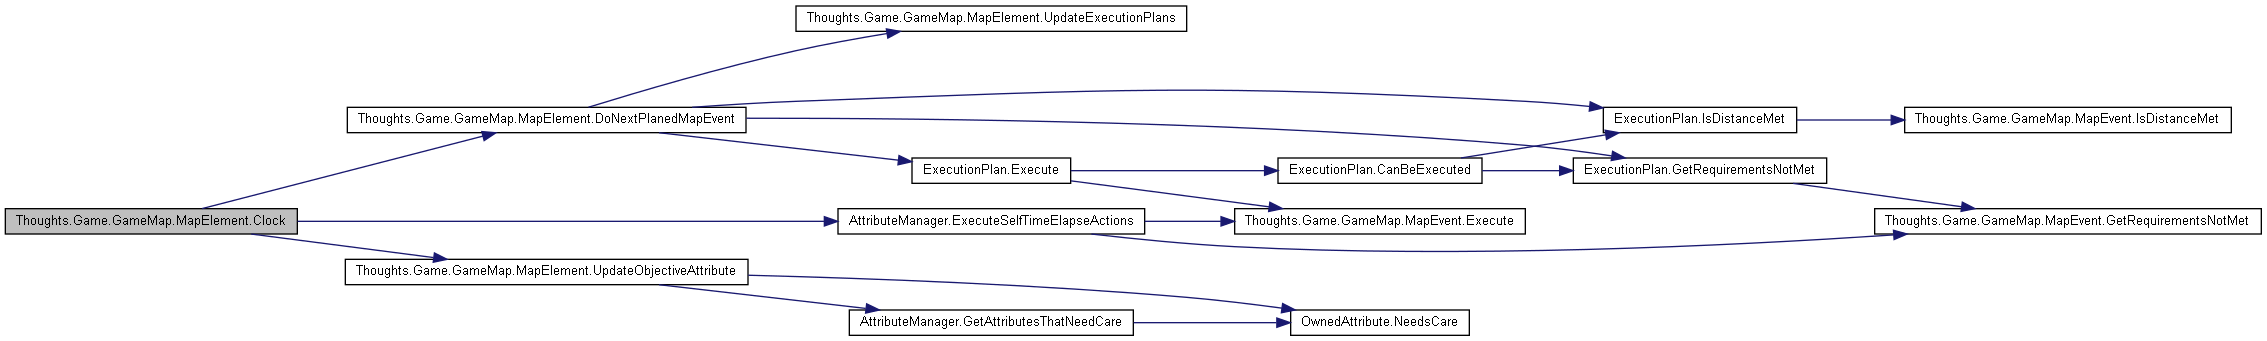 Thoughts.Game.GameMap.MapElement.UpdateExecutionPlans
Thoughts.Game.GameMap.MapElement.DoNextPlanedMapEvent
ExecutionPlan.IsDistanceMet
Thoughts.Game.GameMap.MapEvent.IsDistanceMet
ExecutionPlan.Execute
ExecutionPlan.CanBeExecuted
ExecutionPlan.GetRequirementsNotMet
Thoughts.Game.GameMap.MapElement.Clock
AttributeManager.ExecuteSelfTimeElapseActions
Thoughts.Game.GameMap.MapEvent.Execute
Thoughts.Game.GameMap.MapEvent.GetRequirementsNotMet
Thoughts.Game.GameMap.MapElement.UpdateObjectiveAttribute
AttributeManager.GetAttributesThatNeedCare
OwnedAttribute.NeedsCare